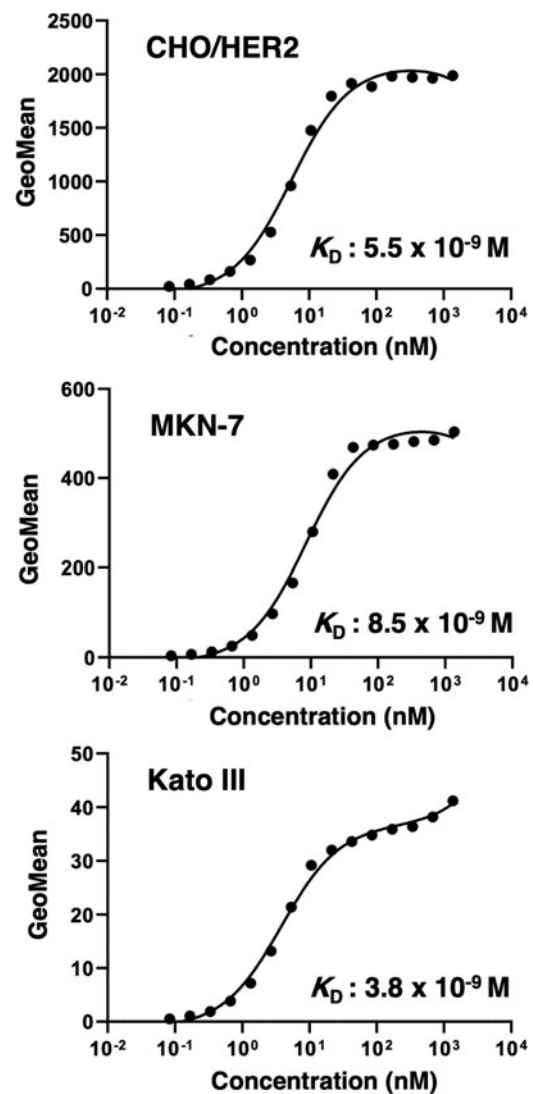 CHO/HER2
GeoMean
2500
2000
1500
1000
500
0
K_D : 5.5 x 10⁻⁹ M
10⁻² 10⁻¹ 10⁰ 10¹ 10² 10³ 10⁴
Concentration (nM)
MKN-7
GeoMean
600
400
200
0
K_D : 8.5 x 10⁻⁹ M
10⁻² 10⁻¹ 10⁰ 10¹ 10² 10³ 10⁴
Concentration (nM)
Kato III
GeoMean
50
40
30
20
10
0
K_D : 3.8 x 10⁻⁹ M
10⁻² 10⁻¹ 10⁰ 10¹ 10² 10³ 10⁴
Concentration (nM)